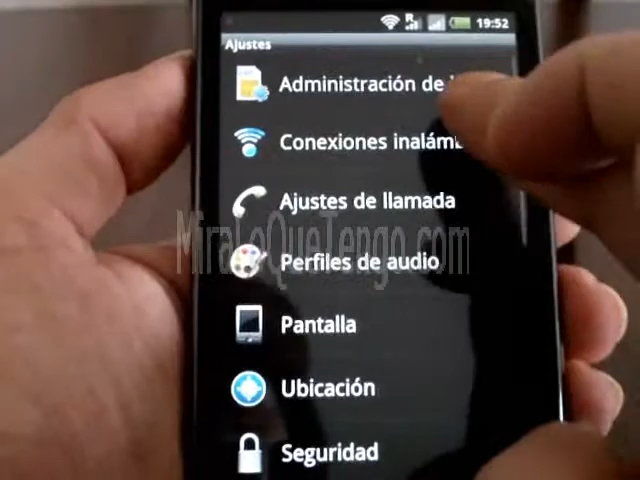 R 19:52
Ajustes
Administración de
Conexiones inalám
Ajustes de llamada
MiraLoQueTengo.com
Perfiles de audio
Pantalla
Ubicación
Seguridad